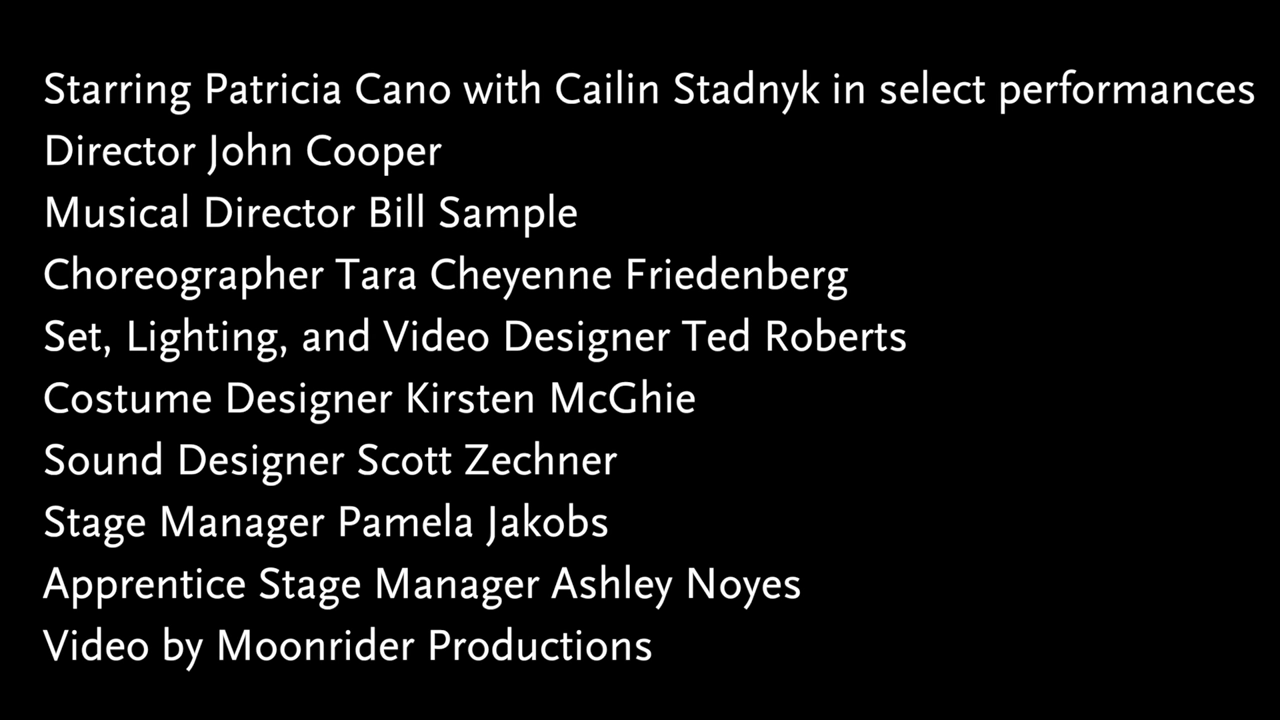 Starring Patricia Cano with Cailin Stadnyk in select performances
Director John Cooper
Musical Director Bill Sample
Choreographer Tara Cheyenne Friedenberg
Set, Lighting, and Video Designer Ted Roberts
Costume Designer Kirsten McGhie
Sound Designer Scott Zechner
Stage Manager Pamela Jakobs
Apprentice Stage Manager Ashley Noyes
Video by Moonrider Productions